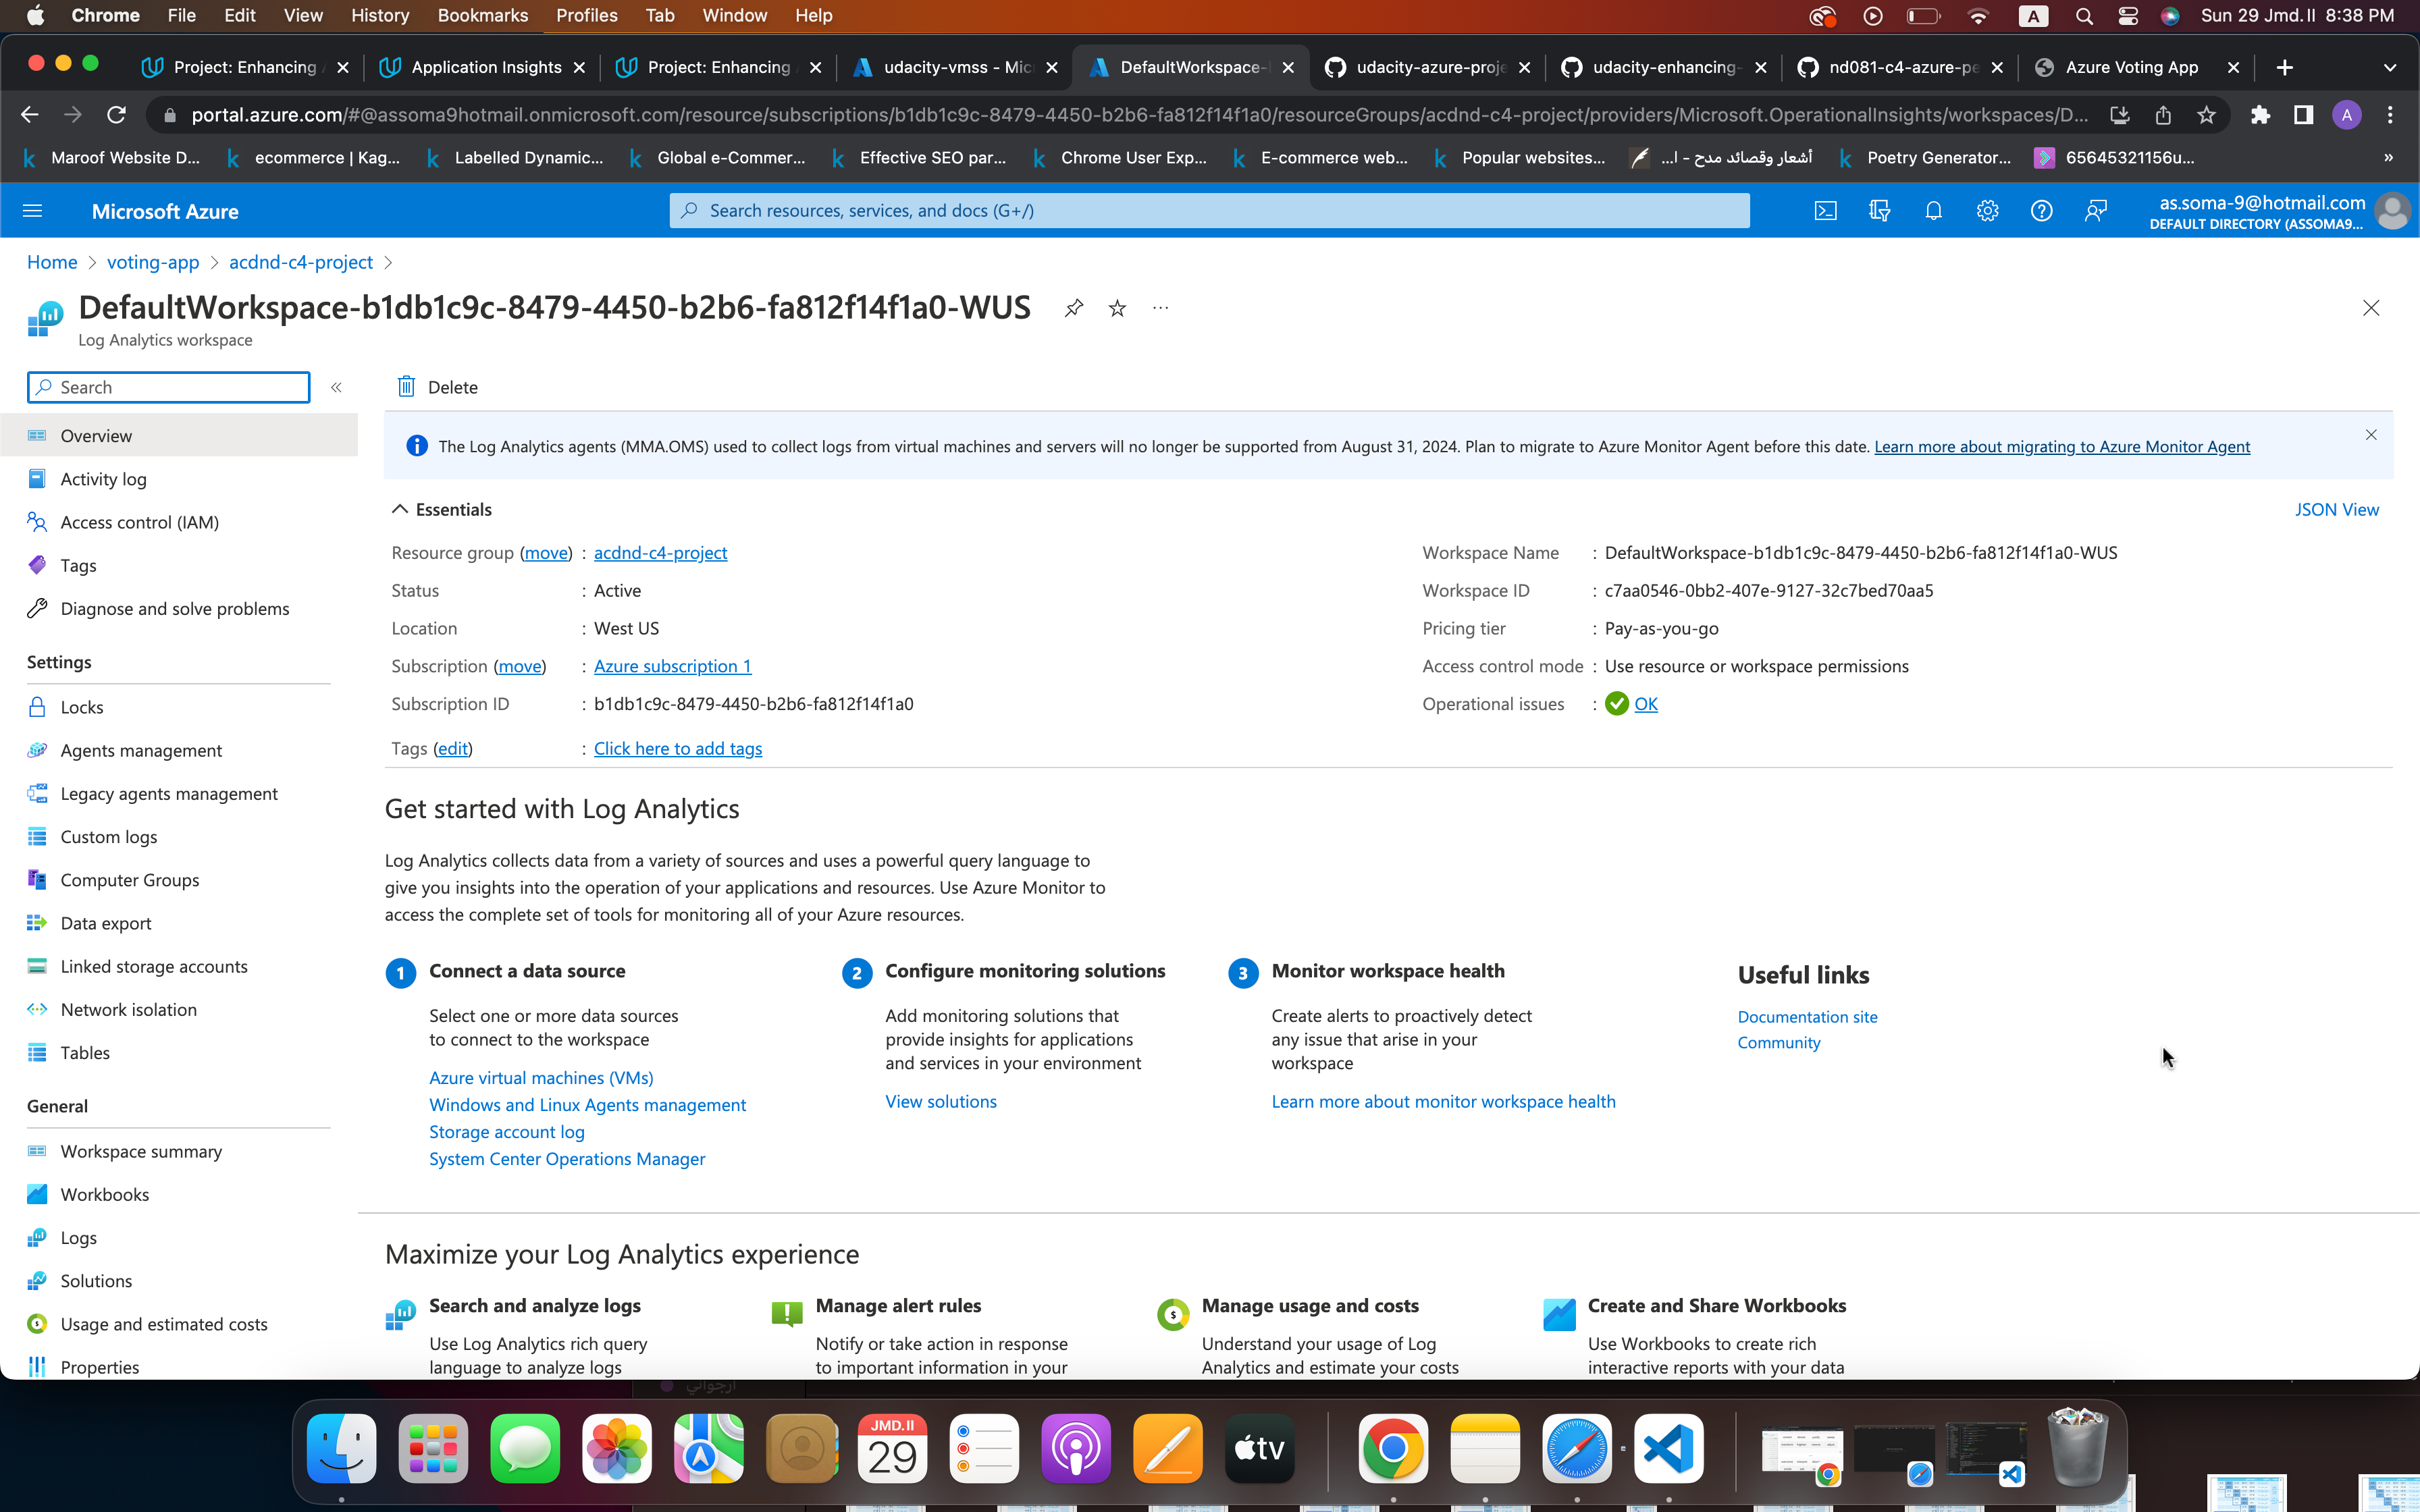 Chrome File Edit View History Bookmarks Profiles Tab Window Help A Sun 29 Jmd.II 8:38 PM
Project: Enhancing Application Insights Project: Enhancing udacity-vmss - Mic DefaultWorkspace- udacity-azure-proje udacity-enhancing- nd081-c4-azure-pe Azure Voting App
portal.azure.com/#@assoma9hotmail.onmicrosoft.com/resource/subscriptions/b1db1c9c-8479-4450-b2b6-fa812f14f1a0/resourceGroups/acdnd-c4-project/providers/Microsoft.OperationalInsights/workspaces/D... A
Maroof Website D... ecommerce | Kag... Labelled Dynamic... Global e-Commer... Effective SEO par... Chrome User Exp... E-commerce web... Popular websites... أشعار وقصائد مدح - ا... Poetry Generator... 65645321156u... »
Microsoft Azure Search resources, services, and docs (G+/) as.soma-9@hotmail.com
DEFAULT DIRECTORY (ASSOMA9...
Home > voting-app > acdnd-c4-project >
DefaultWorkspace-b1db1c9c-8479-4450-b2b6-fa812f14f1a0-WUS ...
Log Analytics workspace
Search «
Delete
Overview
Activity log
Access control (IAM)
Tags
Diagnose and solve problems
Settings
Locks
Agents management
Legacy agents management
Custom logs
Computer Groups
Data export
Linked storage accounts
Network isolation
Tables
General
Workspace summary
Workbooks
Logs
Solutions
Usage and estimated costs
Properties
The Log Analytics agents (MMA.OMS) used to collect logs from virtual machines and servers will no longer be supported from August 31, 2024. Plan to migrate to Azure Monitor Agent before this date. Learn more about migrating to Azure Monitor Agent
Essentials JSON View
Resource group (move) : acdnd-c4-project
Status : Active
Location : West US
Subscription (move) : Azure subscription 1
Subscription ID : b1db1c9c-8479-4450-b2b6-fa812f14f1a0
Tags (edit) : Click here to add tags
Workspace Name : DefaultWorkspace-b1db1c9c-8479-4450-b2b6-fa812f14f1a0-WUS
Workspace ID : c7aa0546-0bb2-407e-9127-32c7bed70aa5
Pricing tier : Pay-as-you-go
Access control mode : Use resource or workspace permissions
Operational issues : OK
Get started with Log Analytics
Log Analytics collects data from a variety of sources and uses a powerful query language to
give you insights into the operation of your applications and resources. Use Azure Monitor to
access the complete set of tools for monitoring all of your Azure resources.
1 Connect a data source
Select one or more data sources
to connect to the workspace
Azure virtual machines (VMs)
Windows and Linux Agents management
Storage account log
System Center Operations Manager
2 Configure monitoring solutions
Add monitoring solutions that
provide insights for applications
and services in your environment
View solutions
3 Monitor workspace health
Create alerts to proactively detect
any issue that arise in your
workspace
Learn more about monitor workspace health
Useful links
Documentation site
Community
Maximize your Log Analytics experience
Search and analyze logs
Use Log Analytics rich query
language to analyze logs
Manage alert rules
Notify or take action in response
to important information in your
Manage usage and costs
Understand your usage of Log
Analytics and estimate your costs
Create and Share Workbooks
Use Workbooks to create rich
interactive reports with your data
أرجواني
JMD.II
29
tv